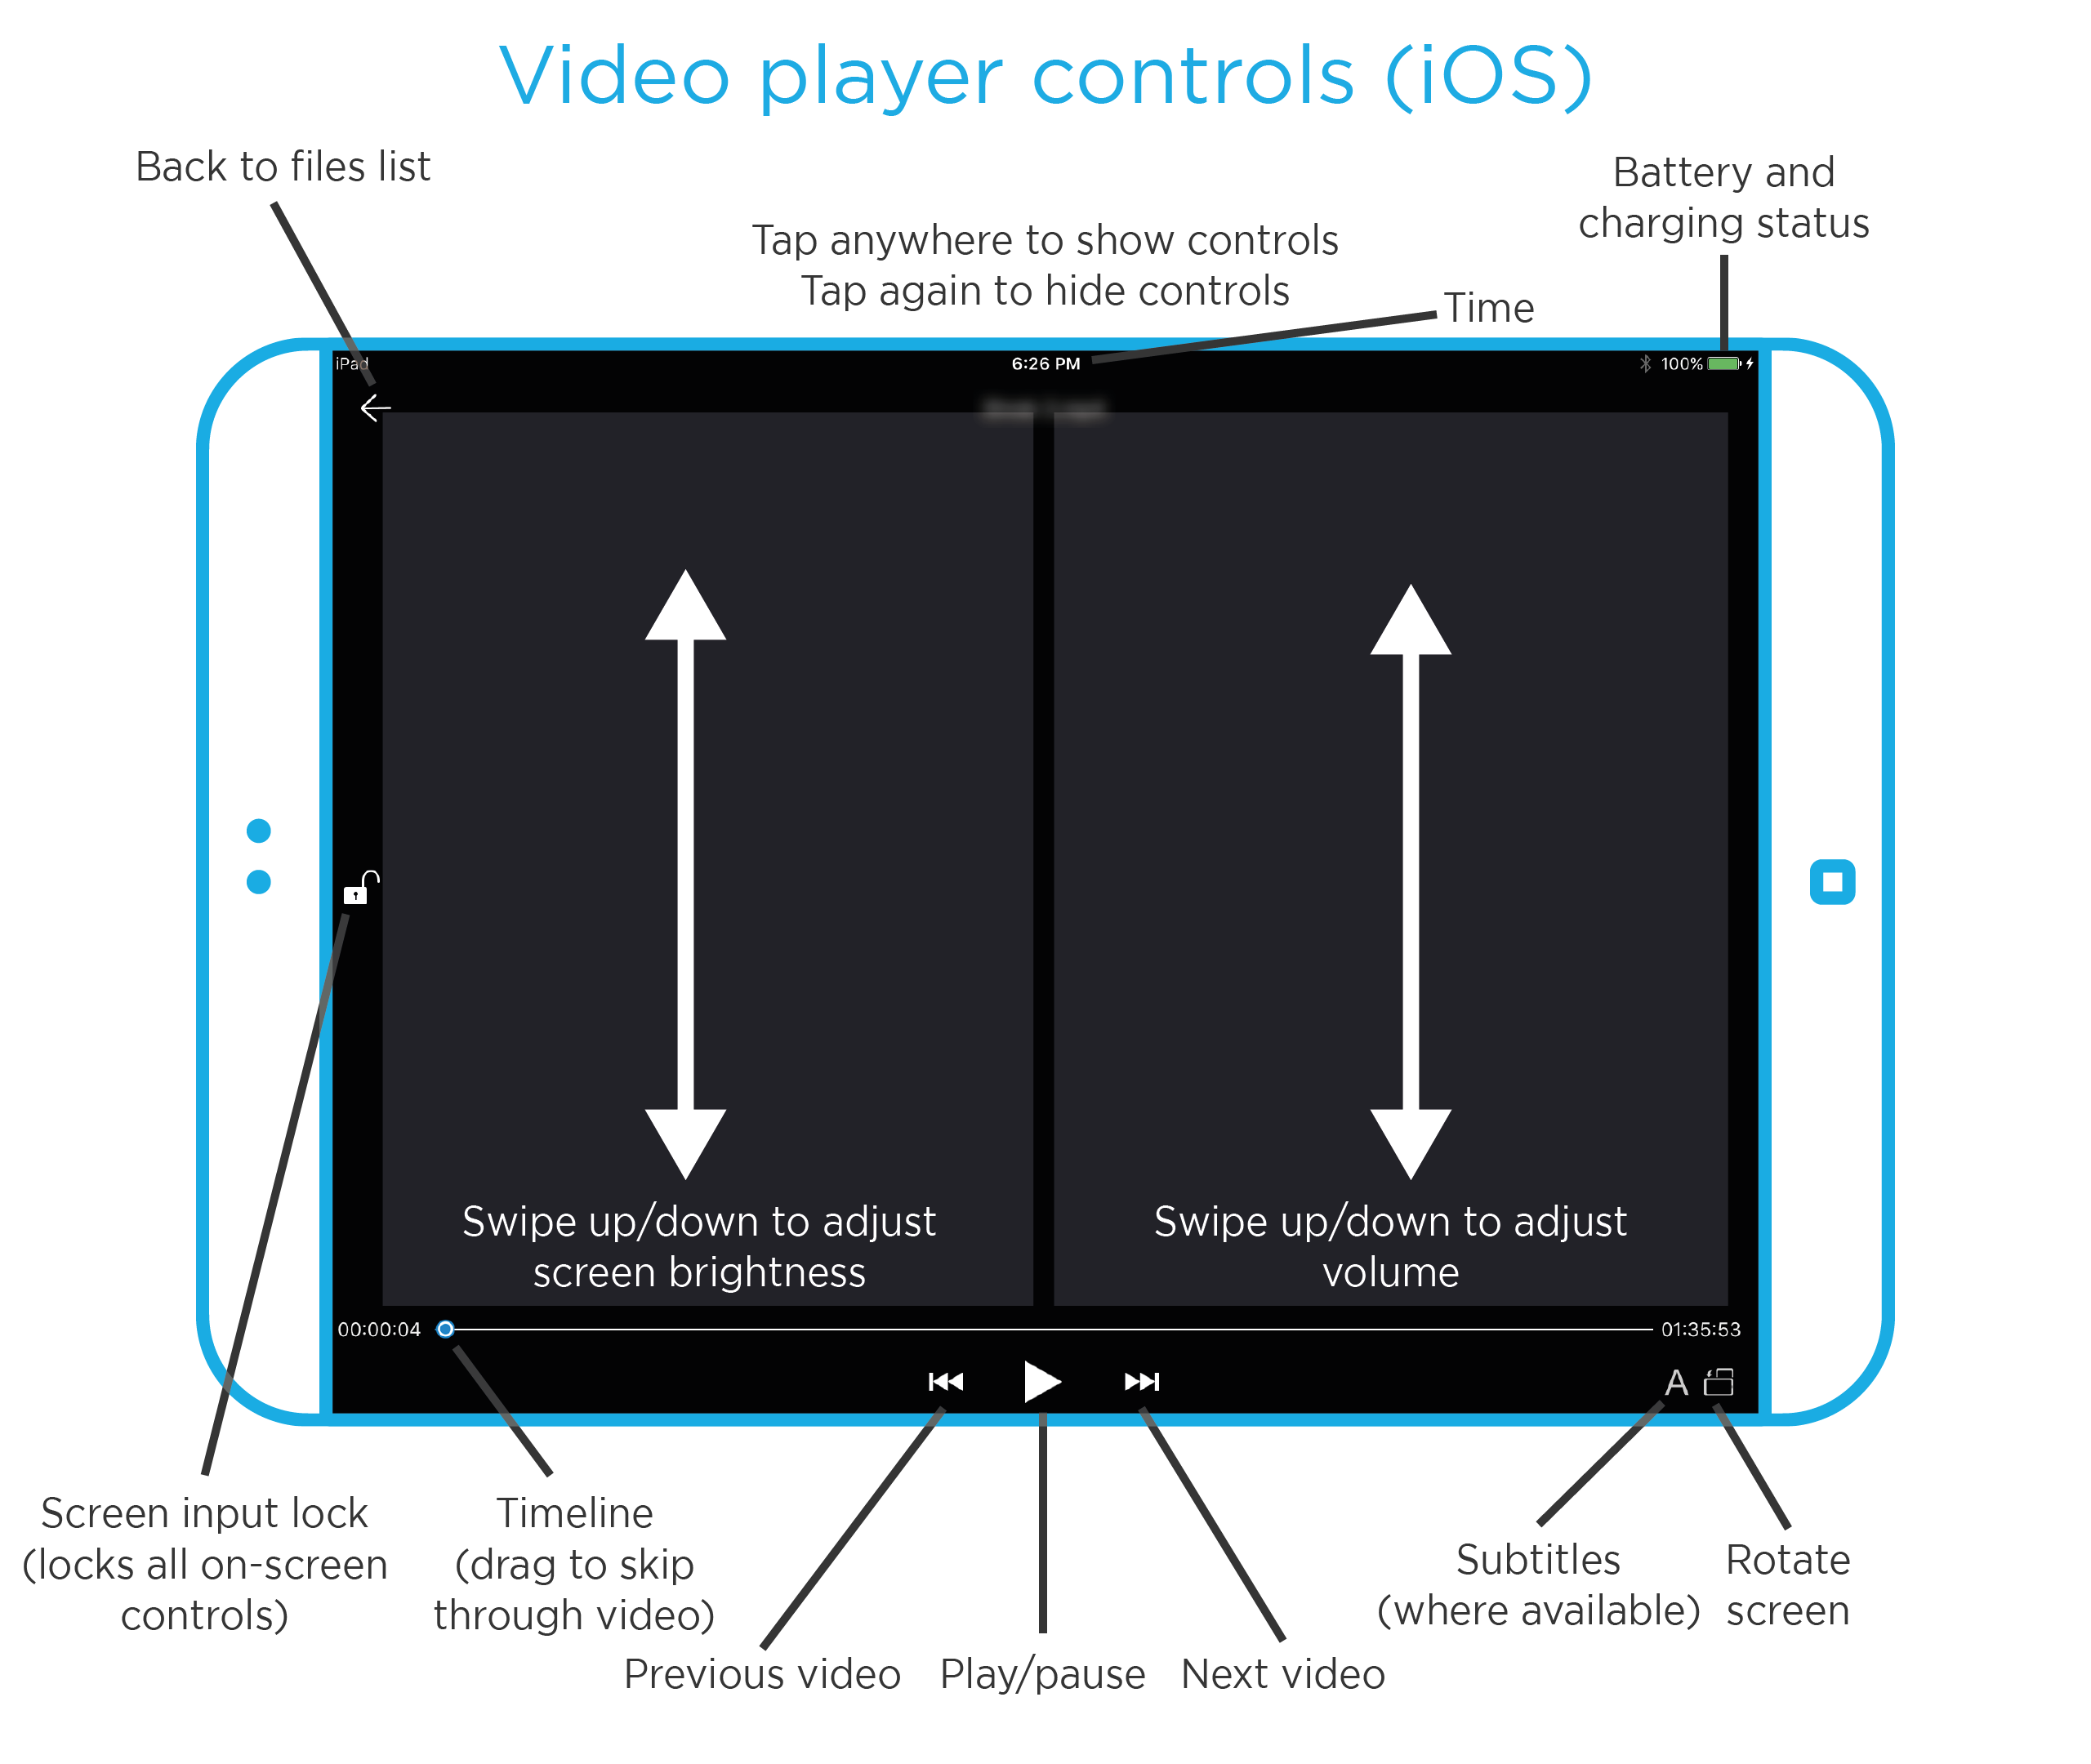 Video player controls (iOS)
Back to files list
Battery and
charging status
Tap anywhere to show controls
Tap again to hide controls
Time
iPad
6:26 PM
100%
Swipe up/down to adjust
screen brightness
Swipe up/down to adjust
volume
00:00:04
01:35:53
A
Screen input lock
(locks all on-screen
controls)
Timeline
(drag to skip
through video)
Subtitles
(where available)
Rotate
screen
Previous video
Play/pause
Next video